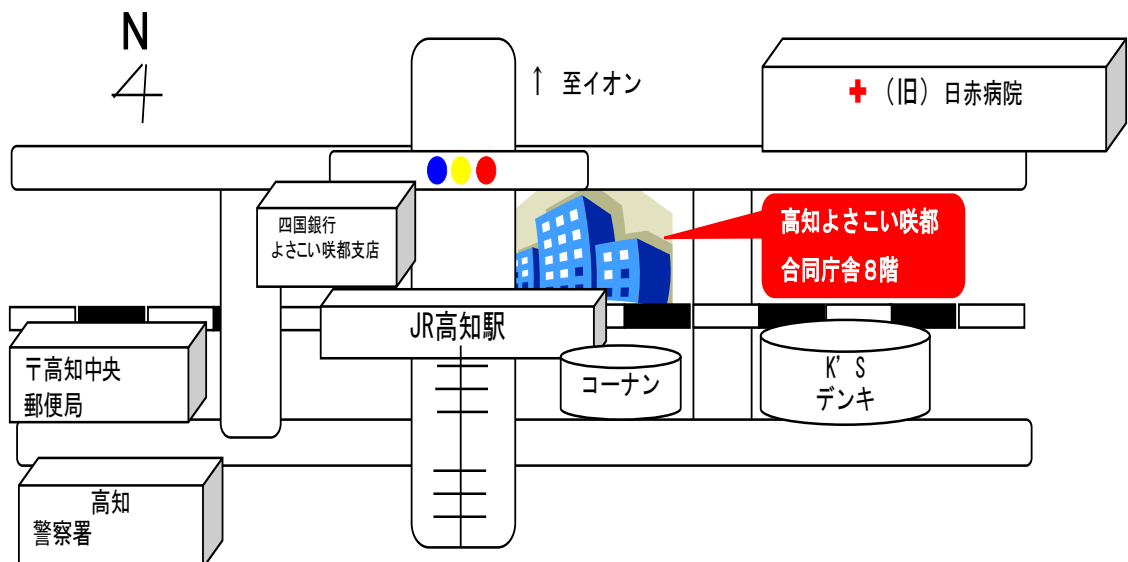 N
↑ 至イオン
(旧)日赤病院
四国銀行
よさこい咲都支店
高知よさこい咲都
合同庁舎8階
JR高知駅
〒高知中央
郵便局
コーナン
K'S
デンキ
高知
警察署